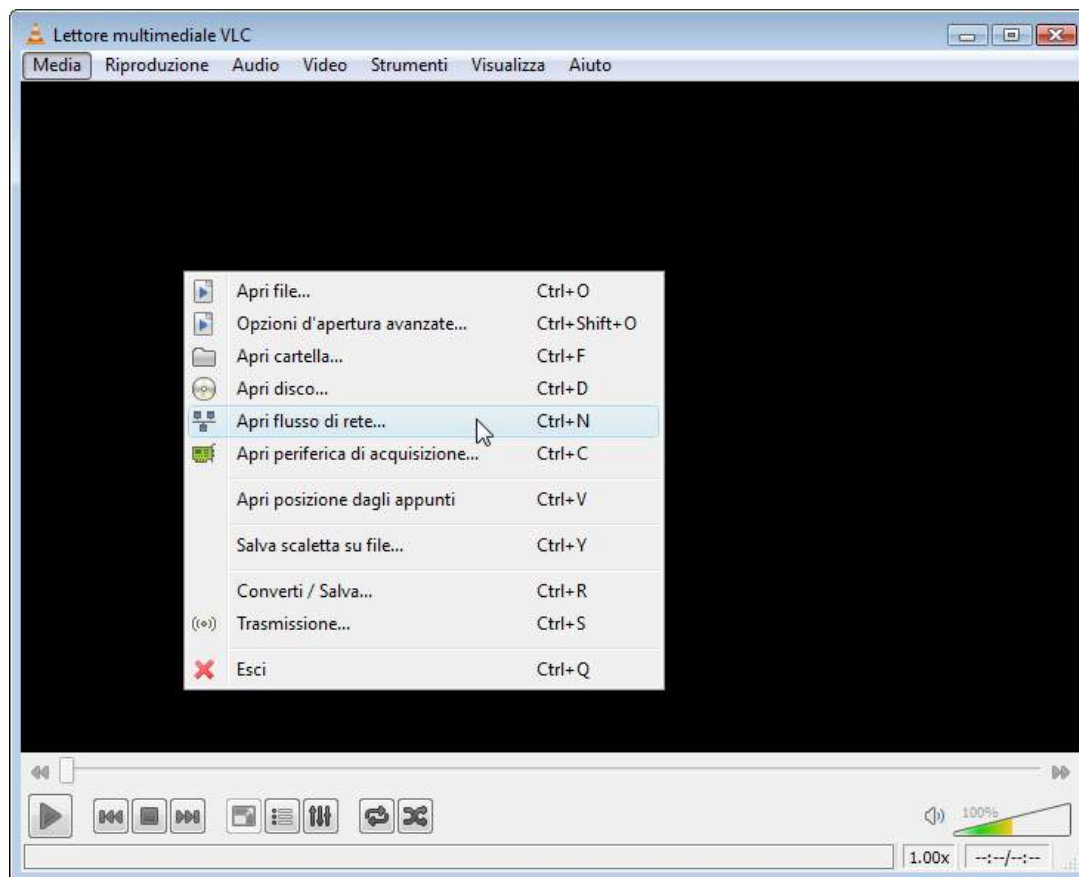 Lettore multimediale VLC
Media Riproduzione Audio Video Strumenti Visualizza Aiuto
Apri file... Ctrl+O
Opzioni d'apertura avanzate... Ctrl+Shift+O
Apri cartella... Ctrl+F
Apri disco... Ctrl+D
Apri flusso di rete... Ctrl+N
Apri periferica di acquisizione... Ctrl+C
Apri posizione dagli appunti Ctrl+V
Salva scaletta su file... Ctrl+Y
Converti / Salva... Ctrl+R
Trasmissione... Ctrl+S
Esci Ctrl+Q
100%
1.00x --:--/--:--